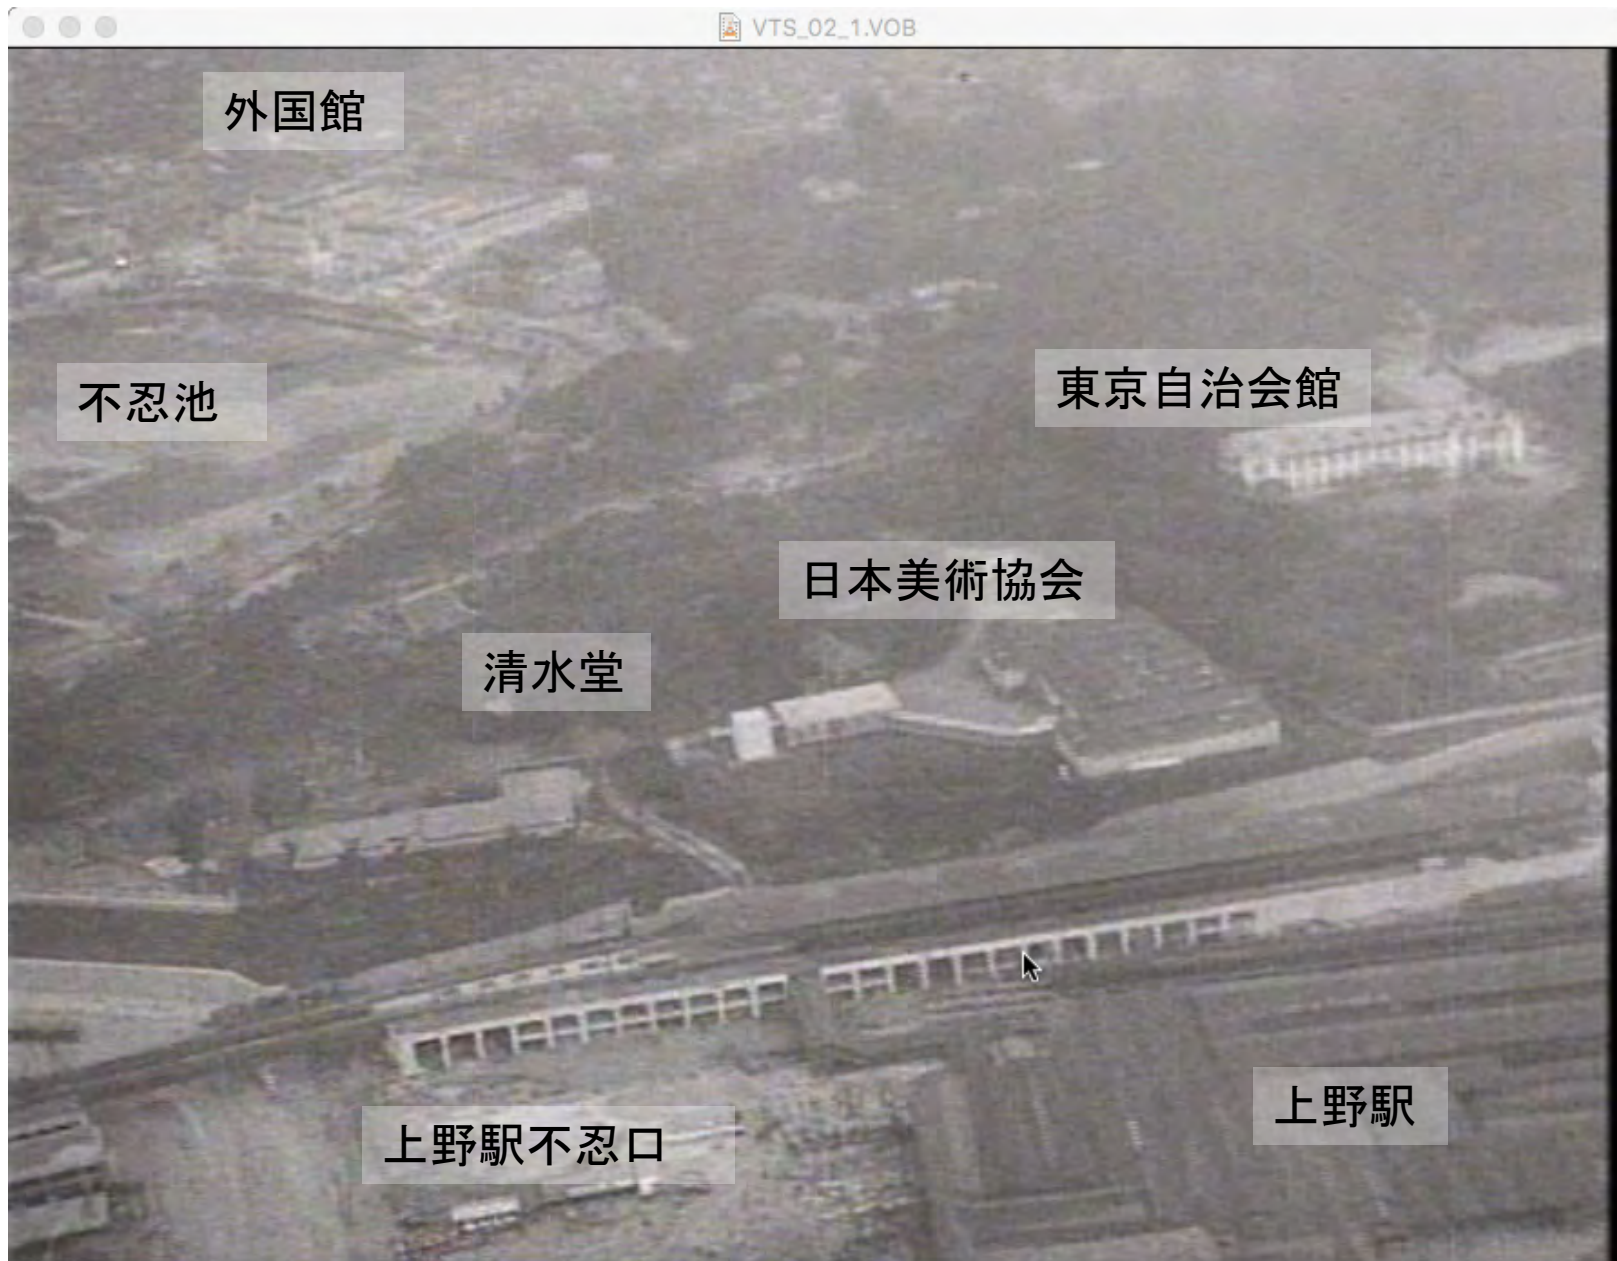 VTS_02_1.VOB
外国館
不忍池
東京自治会館
日本美術協会
清水堂
上野駅
上野駅不忍口